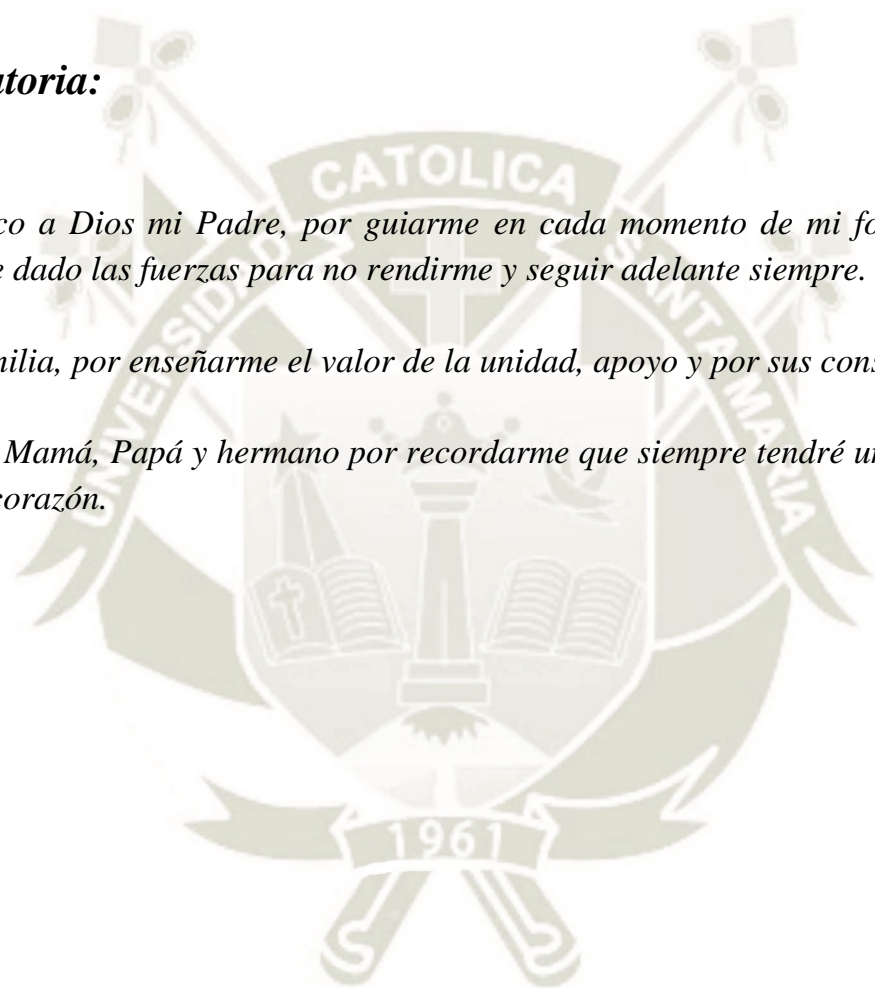 atoria:
co a Dios mi Padre, por guiarme en cada momento de mi fo
e dado las fuerzas para no rendirme y seguir adelante siempre.
nilia, por enseñarme el valor de la unidad, apoyo y por sus cons
Mamá, Papá y hermano por recordarme que siempre tendré un
corazón.
UNIVERSIDAD CATOLICA SANTA MARIA
1961